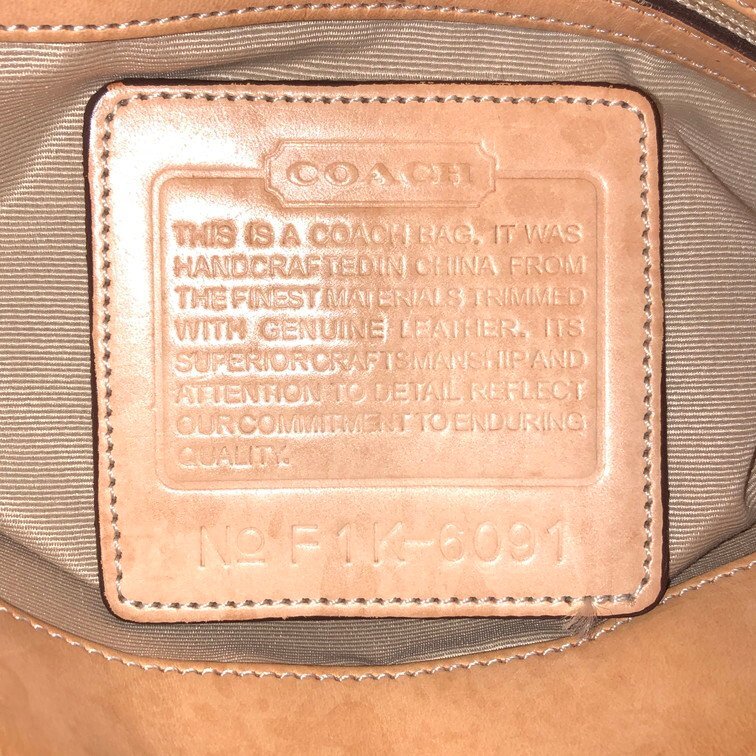 COACH
THIS IS A COACH BAG. IT WAS
HANDCRAFTED IN CHINA FROM
THE FINEST MATERIALS TRIMMED
WITH GENUINE LEATHER. ITS
SUPERIOR CRAFTSMANSHIP AND
ATTENTION TO DETAIL REFLECT
OUR COMMITMENT TO ENDURING
QUALITY.
No F1K-6091